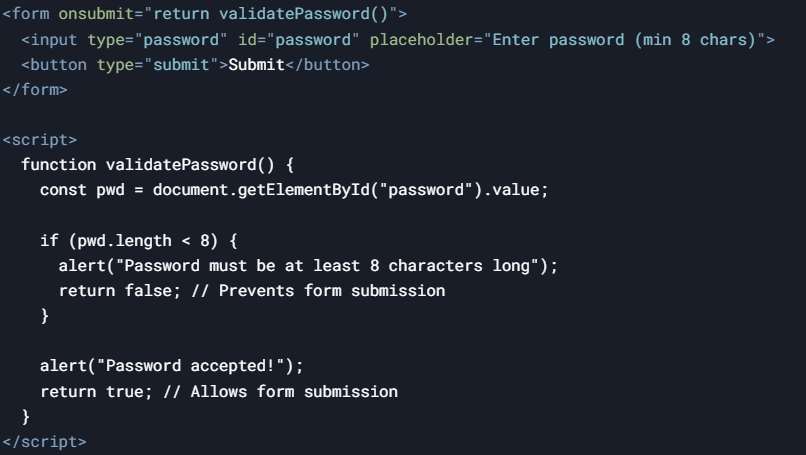 <form onsubmit="return validatePassword()">
  <input type="password" id="password" placeholder="Enter password (min 8 chars)">
  <button type="submit">Submit</button>
</form>

<script>
  function validatePassword() {
    const pwd = document.getElementById("password").value;

    if (pwd.length < 8) {
      alert("Password must be at least 8 characters long");
      return false; // Prevents form submission
    }

    alert("Password accepted!");
    return true; // Allows form submission
  }
</script>